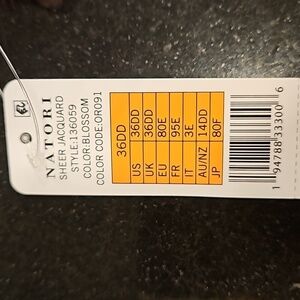 NATORI
SHEER JACQUARD
STYLE:136059
COLOR:BLOSSOM
COLOR CODE:OR091
36DD
US 36DD
UK 36DD
EU 80E
FR 95E
IT 3E
AU/NZ 14DD
JP 80F
1 94788 33300 6